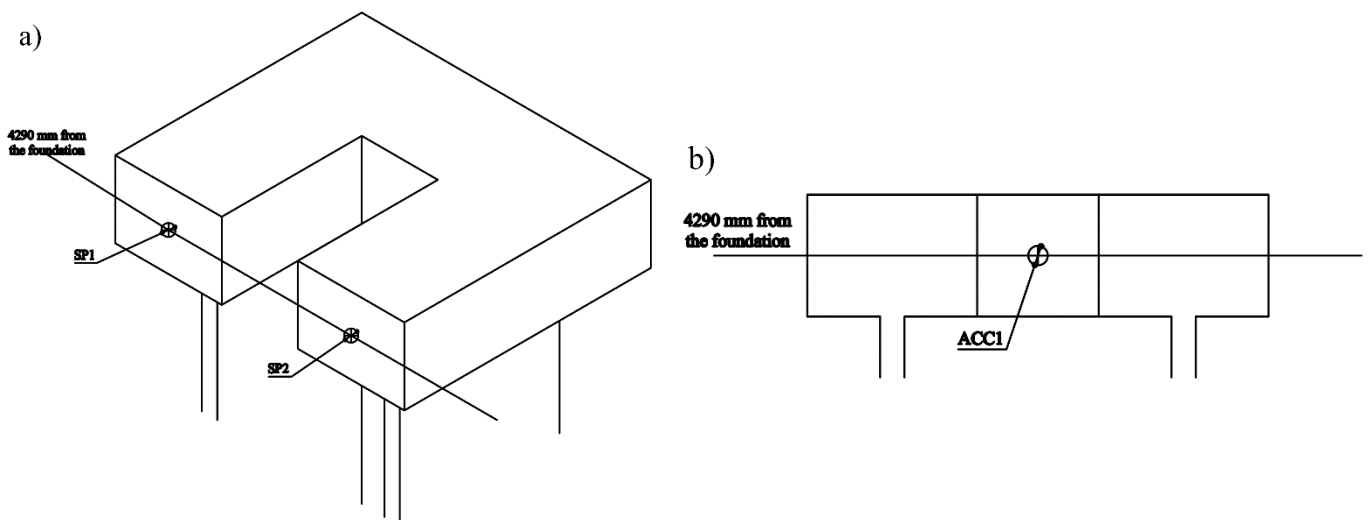 a)
4290 mm from
the foundation
SP1
SP2
b)
4290 mm from
the foundation
ACC1